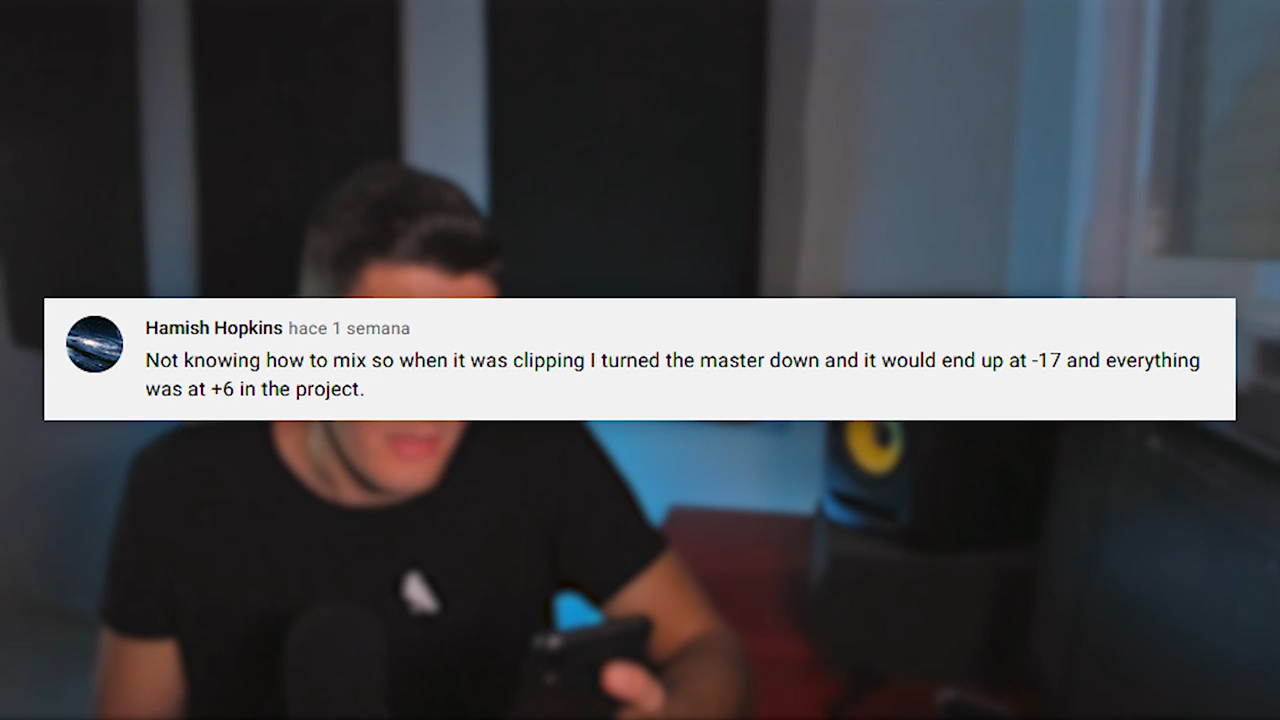 Hamish Hopkins hace 1 semana
Not knowing how to mix so when it was clipping I turned the master down and it would end up at -17 and everything
was at +6 in the project.